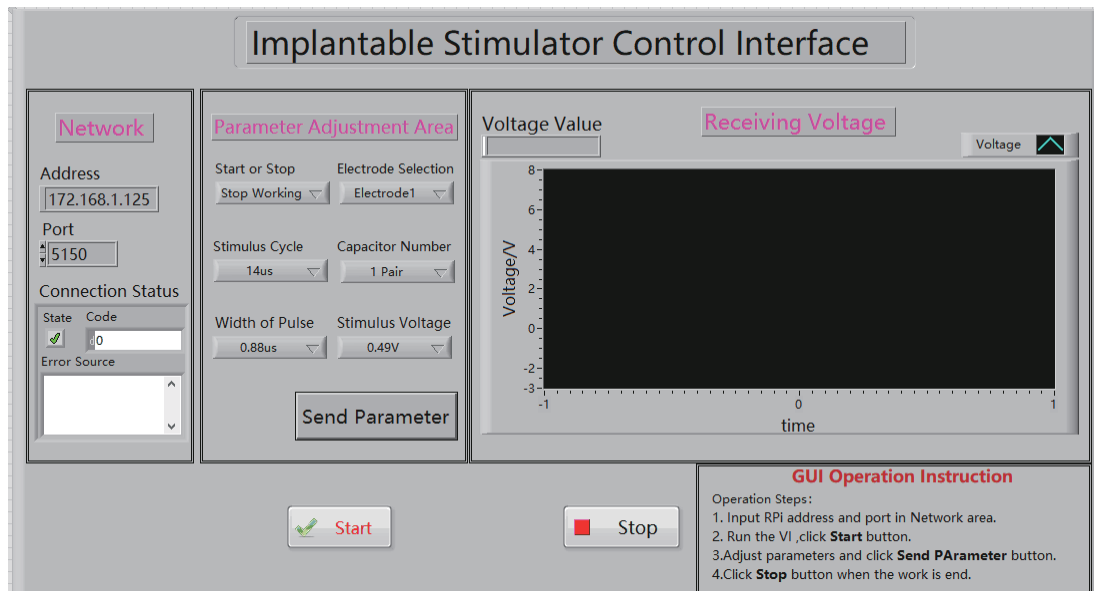 Implantable Stimulator Control Interface
Network
Address
172.168.1.125
Port
5150
Connection Status
State Code
0
Error Source
Parameter Adjustment Area
Start or Stop Electrode Selection
Stop Working Electrode1
Stimulus Cycle Capacitor Number
14us 1 Pair
Width of Pulse Stimulus Voltage
0.88us 0.49V
Send Parameter
Voltage Value
Receiving Voltage
Voltage
Voltage/V
8-
6-
4-
2-
0-
-2-
-3-
-1 0 1
time
Start
Stop
GUI Operation Instruction
Operation Steps:
1. Input RPi address and port in Network area.
2. Run the VI ,click Start button.
3.Adjust parameters and click Send PArameter button.
4.Click Stop button when the work is end.